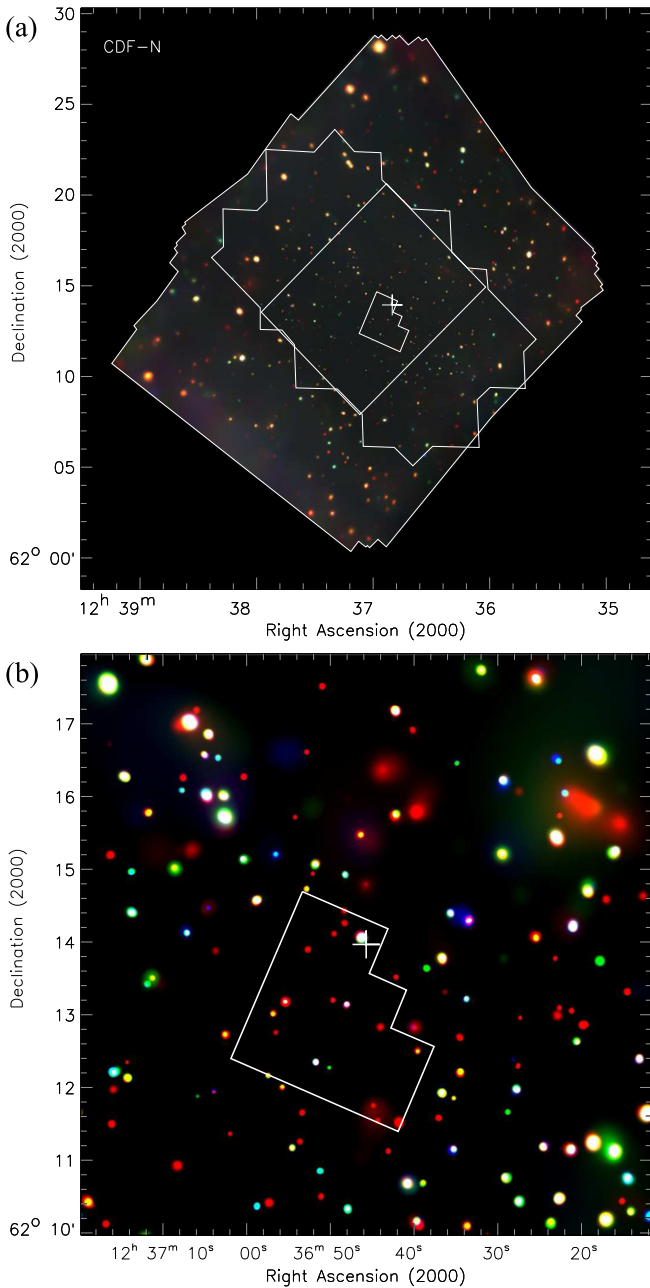 (a)
CDF-N
30
25
20
15
10
05
62° 00'
Declination (2000)
12ʰ 39ᵐ 38 37 36 35
Right Ascension (2000)
(b)
17
16
15
14
13
12
11
62° 10'
Declination (2000)
12ʰ 37ᵐ 10ˢ 00ˢ 36ᵐ 50ˢ 40ˢ 30ˢ 20ˢ
Right Ascension (2000)